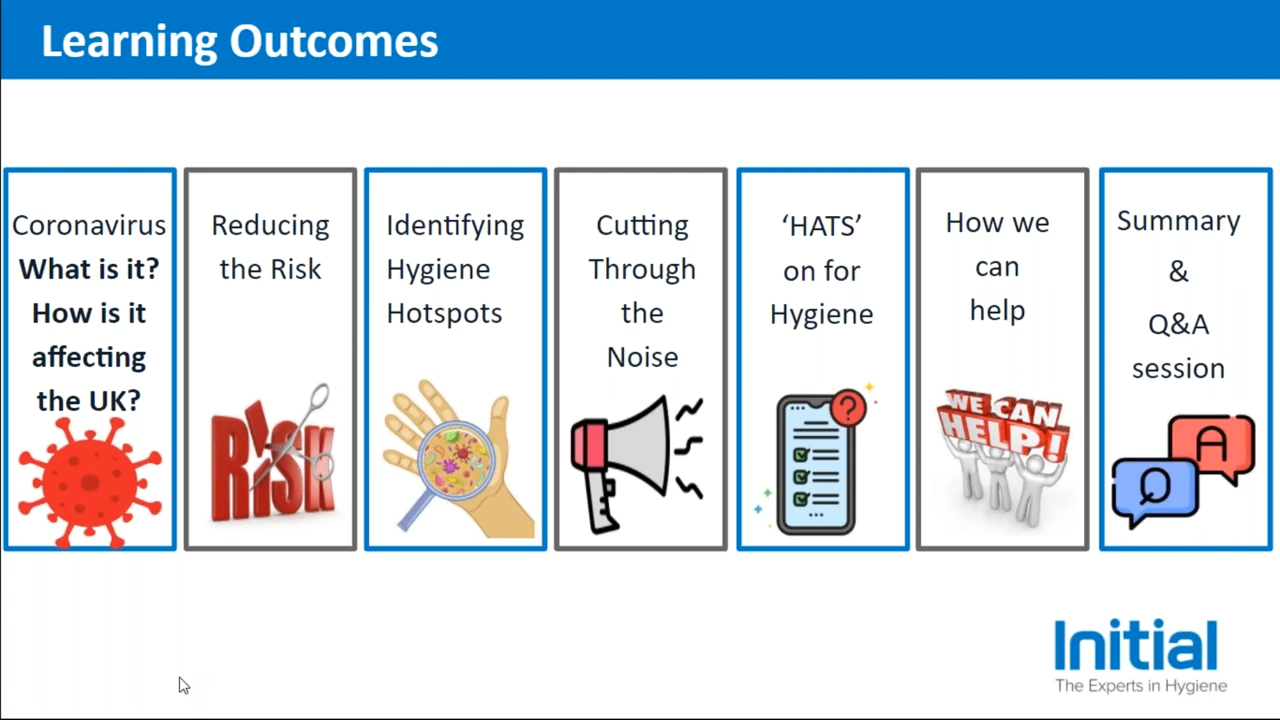 Learning Outcomes
Coronavirus
What is it?
How is it
affecting
the UK?
Reducing
the Risk
RISK
Identifying
Hygiene
Hotspots
Cutting
Through
the
Noise
‘HATS’
on for
Hygiene
?
How we
can
help
WE CAN
HELP!
Summary
&
Q&A
session
A
Q
Initial
The Experts in Hygiene